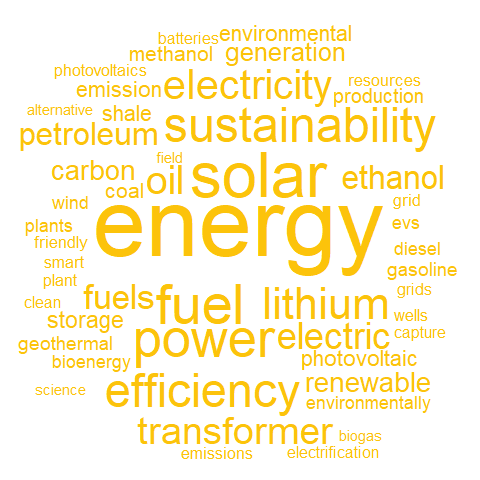 batteries
environmental
methanol
generation
photovoltaics
emission
electricity
resources
production
alternative
shale
petroleum
sustainability
field
carbon
oil
solar
ethanol
coal
wind
grid
energy
evs
plants
friendly
diesel
smart
gasoline
plant
grids
clean
fuels
fuel
lithium
wells
storage
power
electric
capture
geothermal
bioenergy
photovoltaic
science
efficiency
renewable
environmentally
transformer
biogas
emissions
electrification